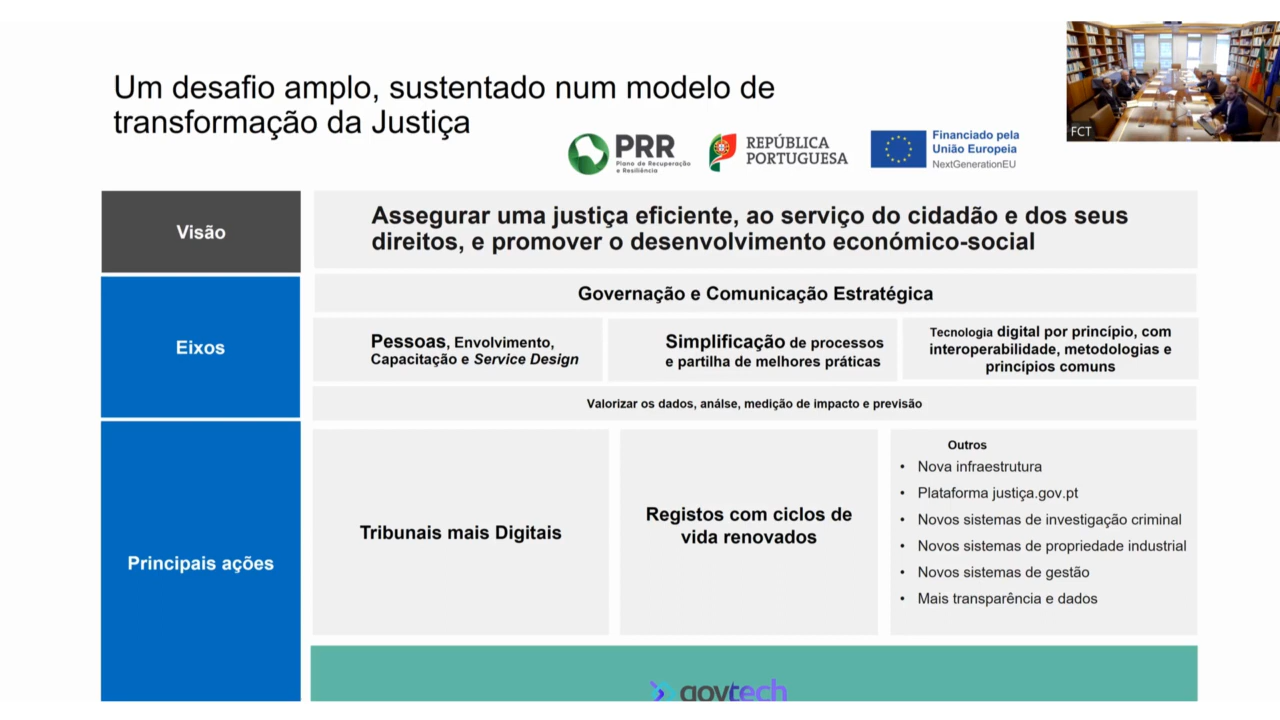 Um desafio amplo, sustentado num modelo de
transformação da Justiça
FCT
PRR
Plano de Recuperação
e Resiliência
REPÚBLICA
PORTUGUESA
Financiado pela
União Europeia
NextGenerationEU
Visão
Assegurar uma justiça eficiente, ao serviço do cidadão e dos seus
direitos, e promover o desenvolvimento económico-social
Eixos
Governação e Comunicação Estratégica
Pessoas, Envolvimento,
Capacitação e Service Design
Simplificação de processos
e partilha de melhores práticas
Tecnologia digital por princípio, com
interoperabilidade, metodologias e
princípios comuns
Valorizar os dados, análse, medição de impacto e previsão
Principais ações
Tribunais mais Digitais
Registos com ciclos de
vida renovados
Outros
• Nova infraestrutura
• Plataforma justiça.gov.pt
• Novos sistemas de investigação criminal
• Novos sistemas de propriedade industrial
• Novos sistemas de gestão
• Mais transparência e dados
govtech